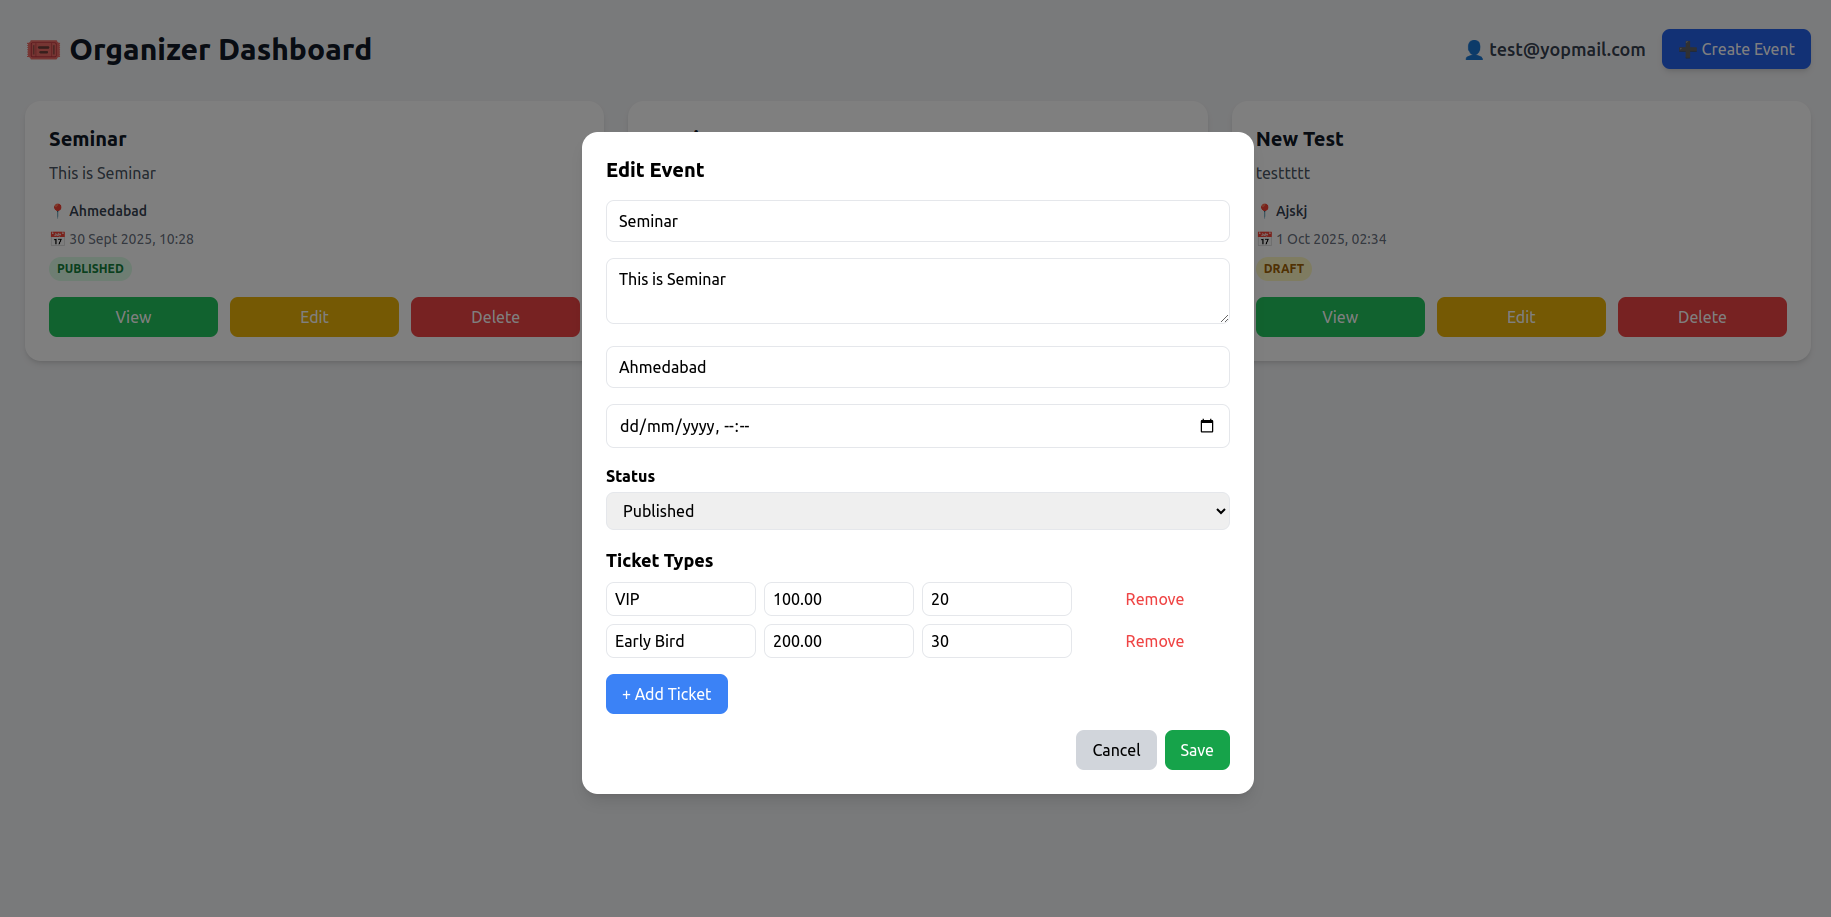 Organizer Dashboard
test@yopmail.com
➕ Create Event
Seminar
This is Seminar
Ahmedabad
30 Sept 2025, 10:28
PUBLISHED
View
Edit
Delete
New Test
testtttt
Ajskj
1 Oct 2025, 02:34
DRAFT
View
Edit
Delete
Edit Event
Seminar
This is Seminar
Ahmedabad
dd/mm/yyyy, --:--
Status
Published
Ticket Types
VIP 100.00 20 Remove
Early Bird 200.00 30 Remove
+ Add Ticket
Cancel Save